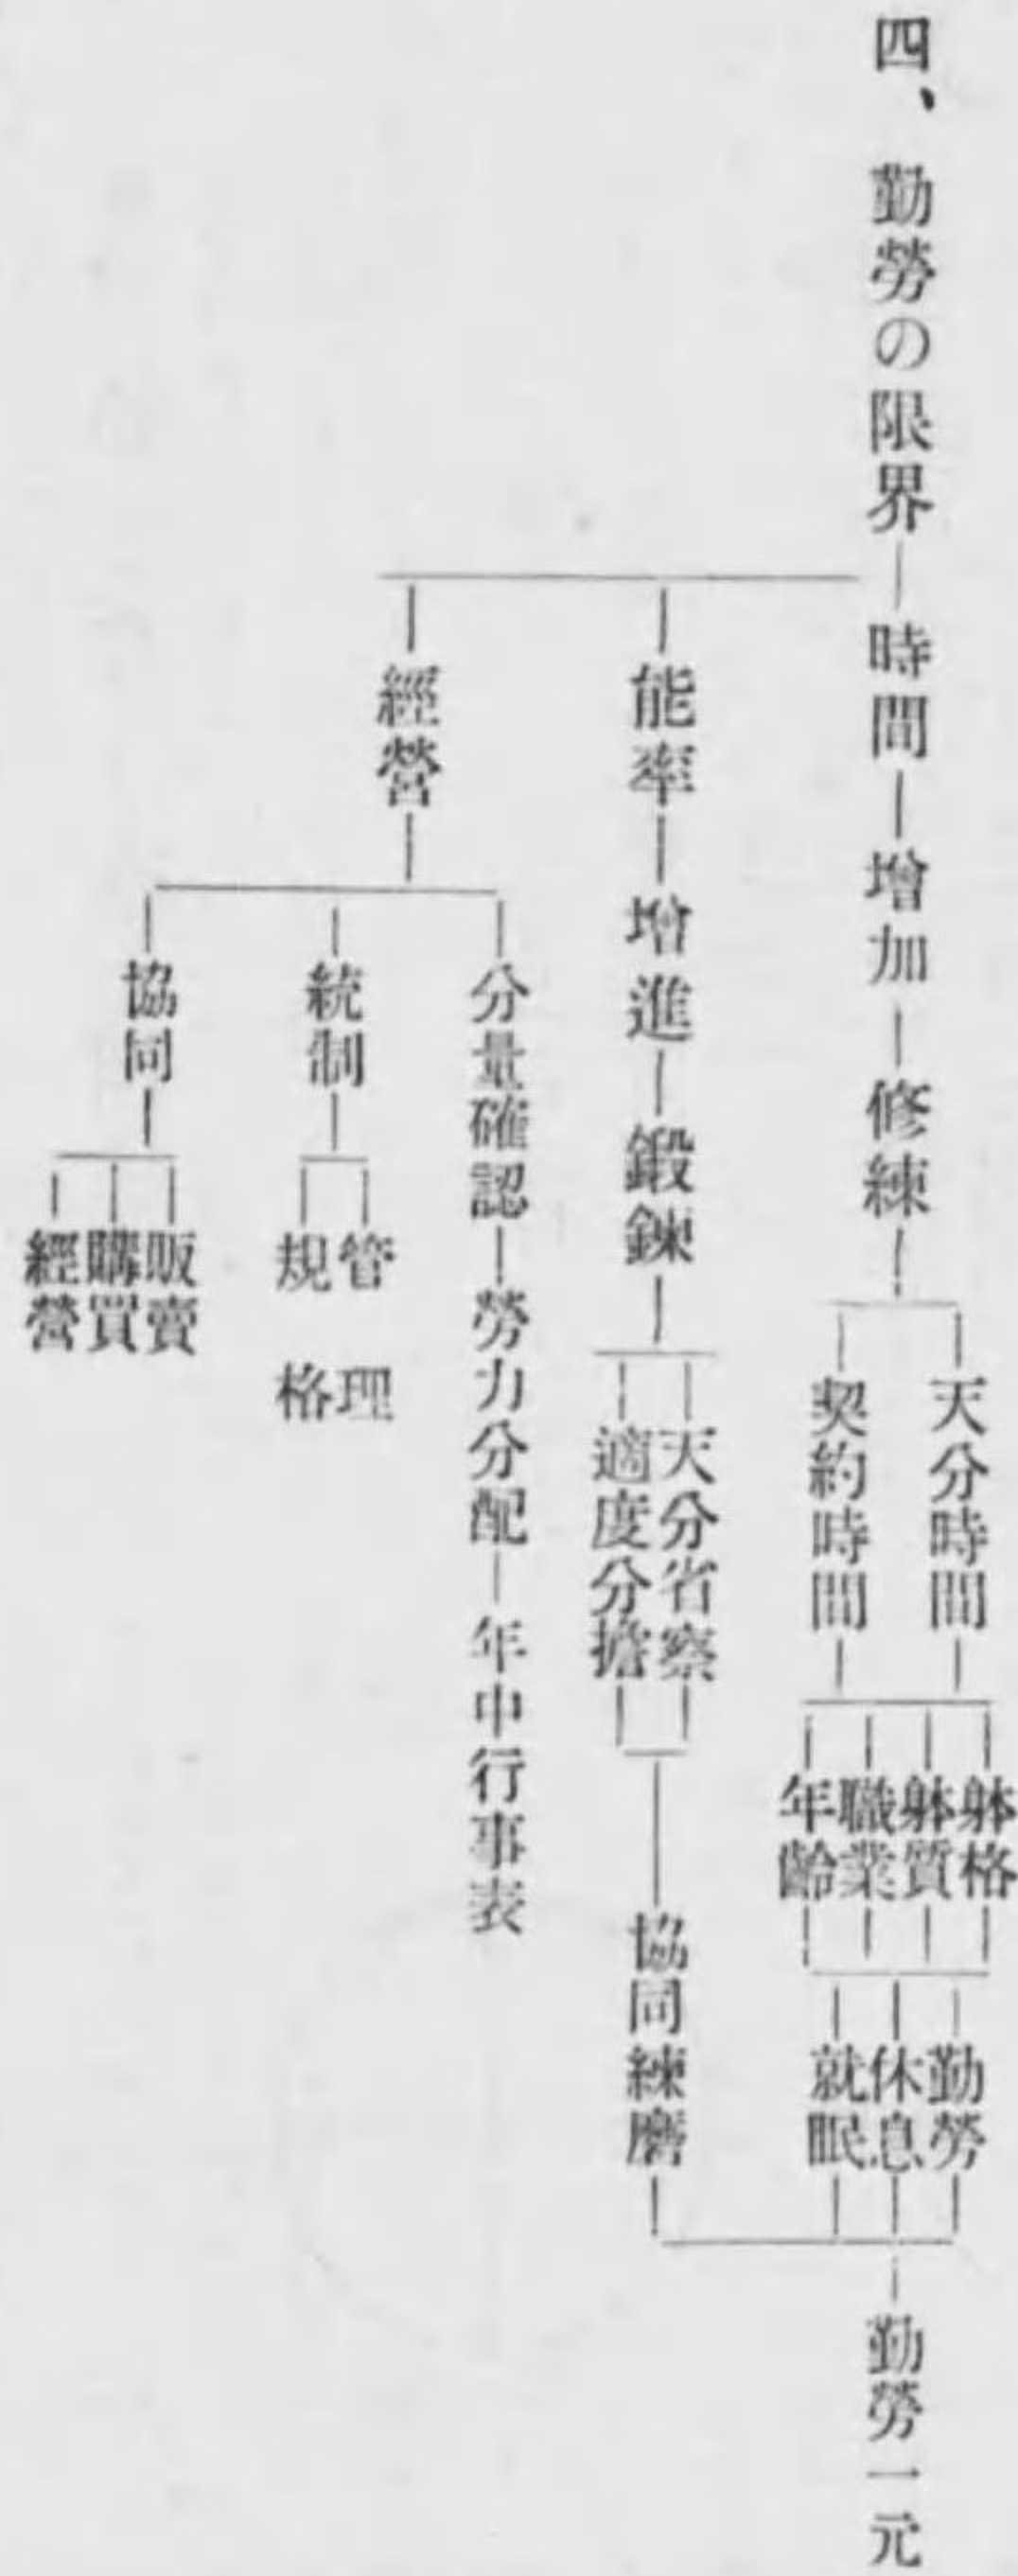 四、勤勞の限界
時間
增加
修練
天分時間
契約時間
躰格
躰質
職業
年齡
勤勞
休息
就眠
勤勞一元
能率
增進
鍛鍊
天分省察
適度分擔
協同練磨
經營
分量確認
勞力分配
年中行事表
統制
管理
規格
協同
販賣
購買
經營